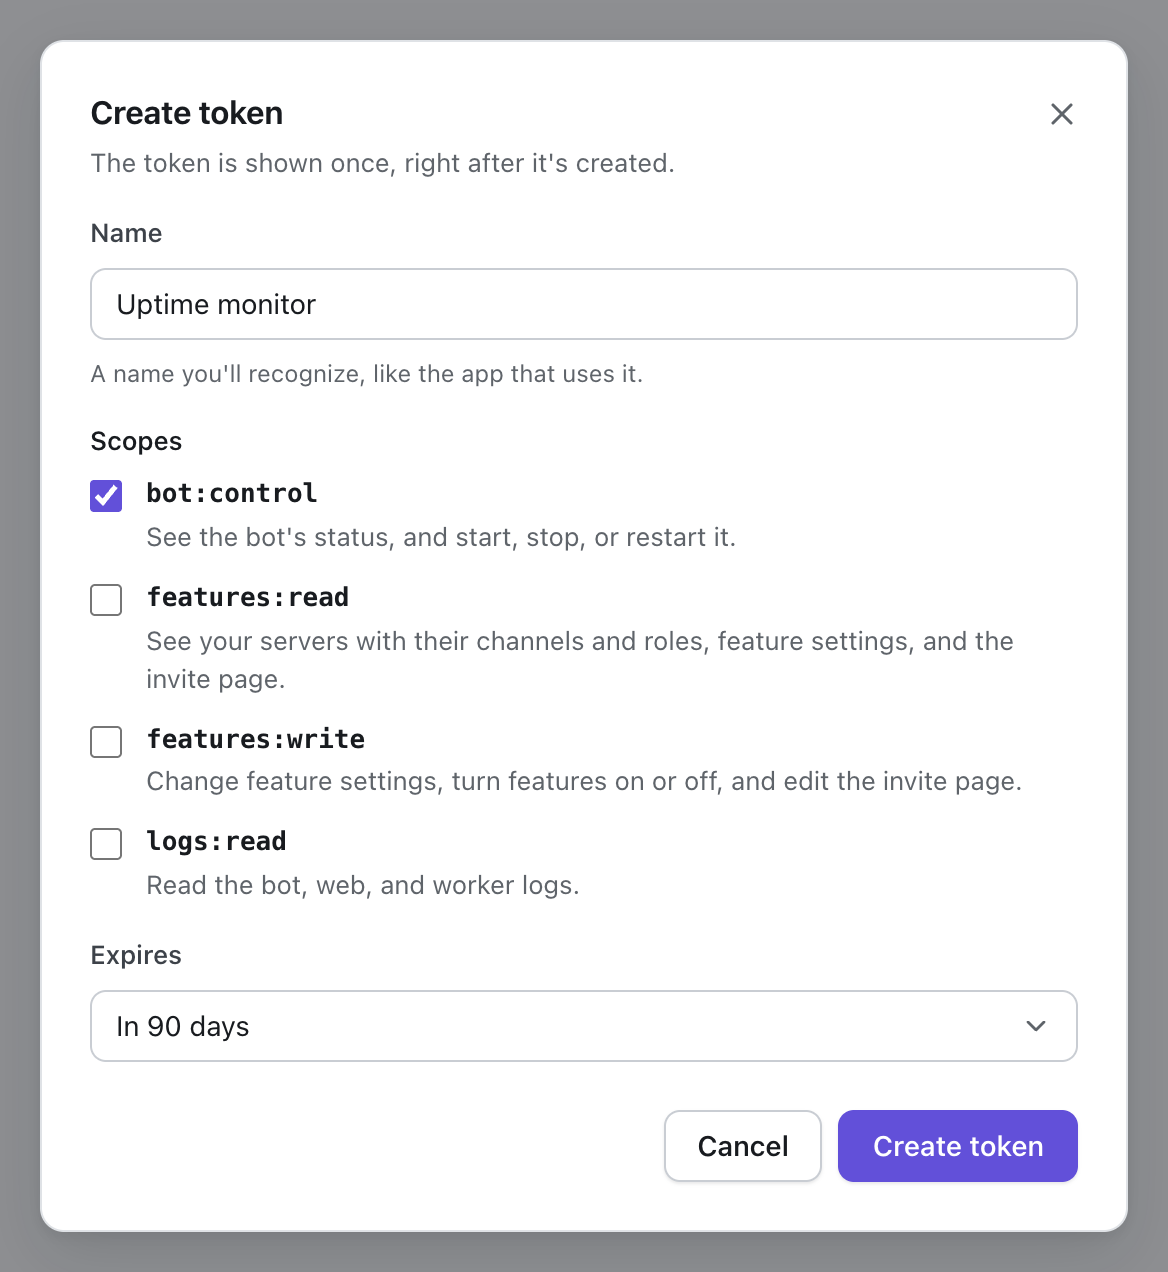 Create token
The token is shown once, right after it's created.
Name
Uptime monitor
A name you'll recognize, like the app that uses it.
Scopes
bot:control
See the bot's status, and start, stop, or restart it.
features:read
See your servers with their channels and roles, feature settings, and the
invite page.
features:write
Change feature settings, turn features on or off, and edit the invite page.
logs:read
Read the bot, web, and worker logs.
Expires
In 90 days
Cancel
Create token